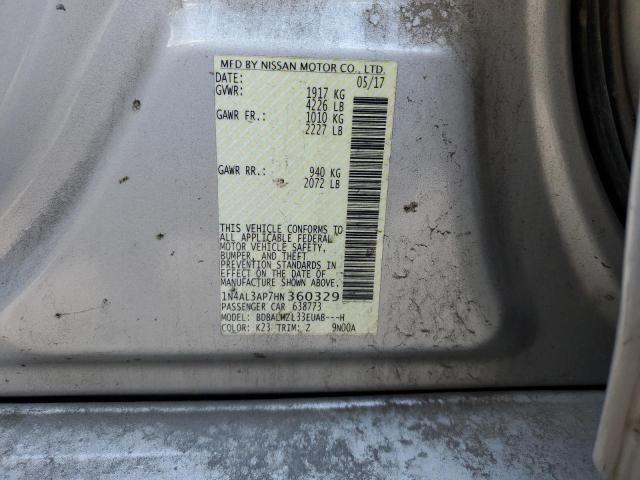 MFD BY NISSAN MOTOR CO., LTD.
DATE: 05/17
GVWR: 1917 KG
4226 LB
GAWR FR.: 1010 KG
2227 LB
GAWR RR.: 940 KG
2072 LB
THIS VEHICLE CONFORMS TO
ALL APPLICABLE FEDERAL
MOTOR VEHICLE SAFETY,
BUMPER, AND THEFT
PREVENTION STANDARDS IN
EFFECT ON THE DATE OF
MANUFACTURE SHOWN ABOVE.
1N4AL3AP7HN360329
PASSENGER CAR 638773
MODEL: BDBALHZL33EUAB---H
COLOR: K23 TRIM: Z 9N00A